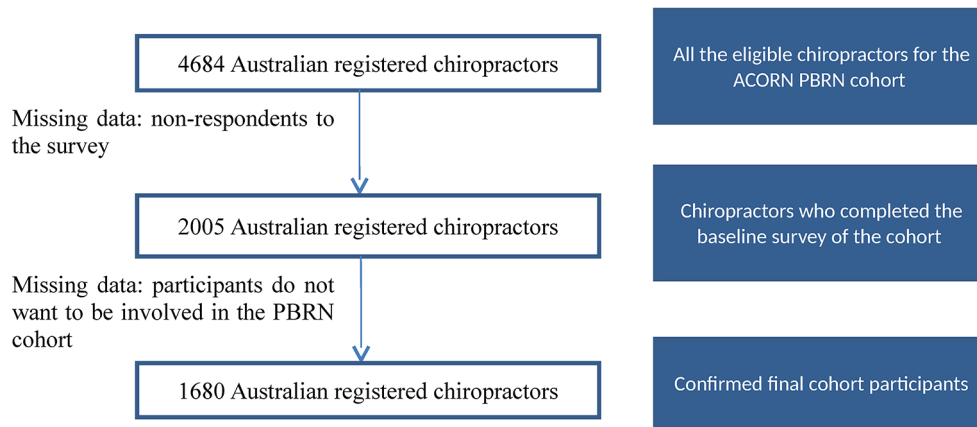 4684 Australian registered chiropractors
All the eligible chiropractors for the
ACORN PBRN cohort
Missing data: non-respondents to
the survey
2005 Australian registered chiropractors
Chiropractors who completed the
baseline survey of the cohort
Missing data: participants do not
want to be involved in the PBRN
cohort
1680 Australian registered chiropractors
Confirmed final cohort participants